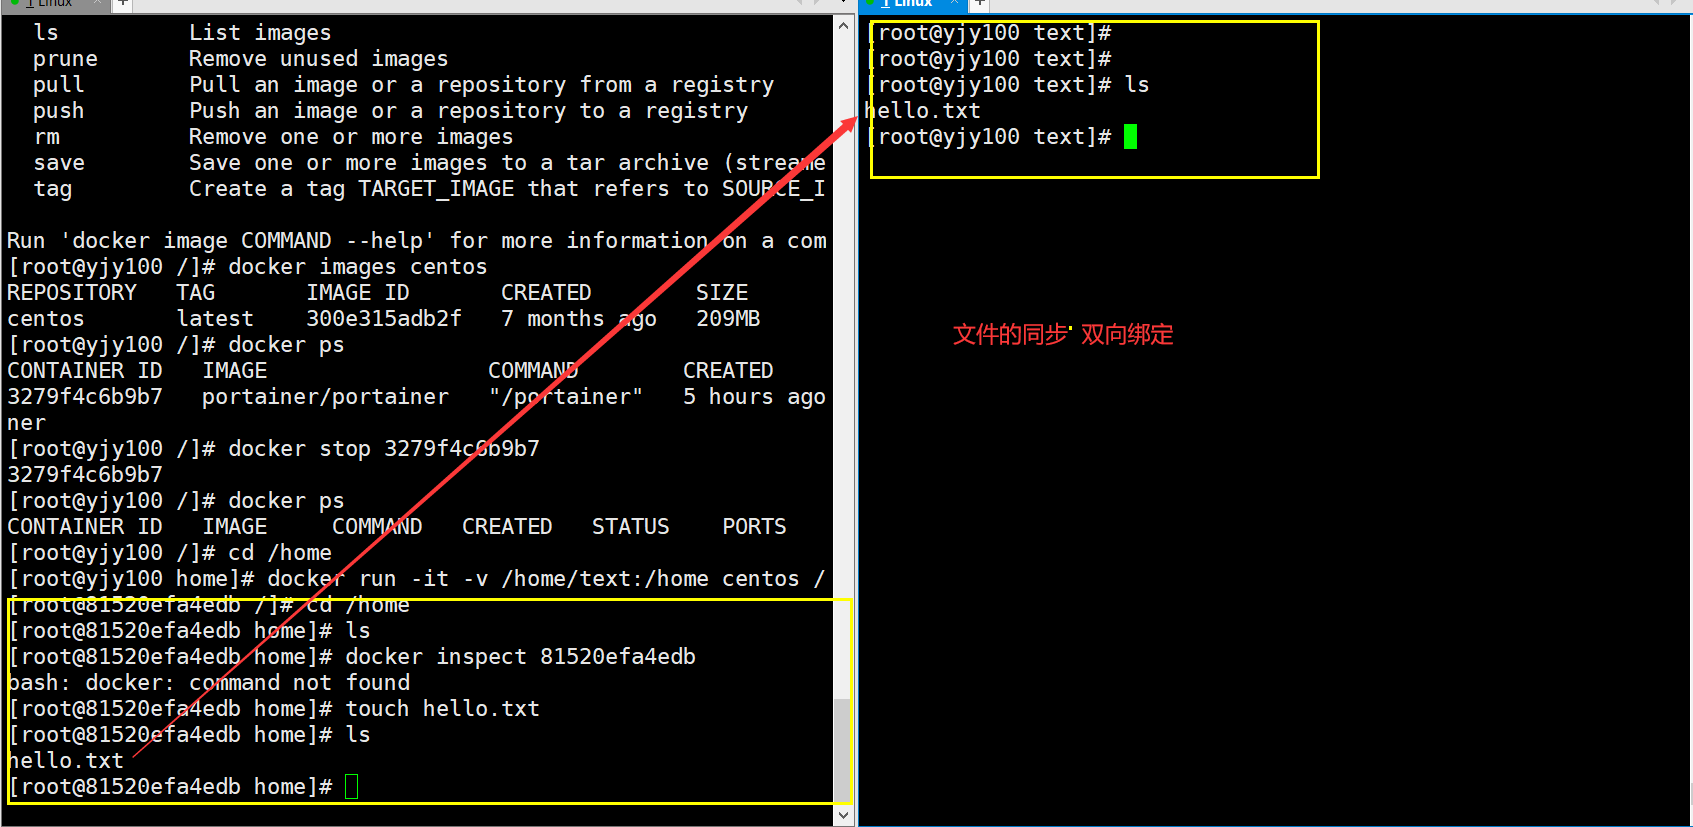 1 Linux
ls          List images
prune       Remove unused images
pull        Pull an image or a repository from a registry
push        Push an image or a repository to a registry
rm          Remove one or more images
save        Save one or more images to a tar archive (streame
tag         Create a tag TARGET_IMAGE that refers to SOURCE_I
Run 'docker image COMMAND --help' for more information on a com
[root@yjy100 /]# docker images centos
REPOSITORY   TAG       IMAGE ID       CREATED        SIZE
centos       latest    300e315adb2f   7 months ago   209MB
[root@yjy100 /]# docker ps
CONTAINER ID   IMAGE                 COMMAND        CREATED
3279f4c6b9b7   portainer/portainer   "/portainer"   5 hours ago
ner
[root@yjy100 /]# docker stop 3279f4c6b9b7
3279f4c6b9b7
[root@yjy100 /]# docker ps
CONTAINER ID   IMAGE     COMMAND   CREATED   STATUS    PORTS
[root@yjy100 /]# cd /home
[root@yjy100 home]# docker run -it -v /home/text:/home centos /
[root@81520efa4edb /]# cd /home
[root@81520efa4edb home]# ls
[root@81520efa4edb home]# docker inspect 81520efa4edb
bash: docker: command not found
[root@81520efa4edb home]# touch hello.txt
[root@81520efa4edb home]# ls
hello.txt
[root@81520efa4edb home]#
1 Linux
[root@yjy100 text]#
[root@yjy100 text]#
[root@yjy100 text]# ls
hello.txt
[root@yjy100 text]#
文件的同步 双向绑定